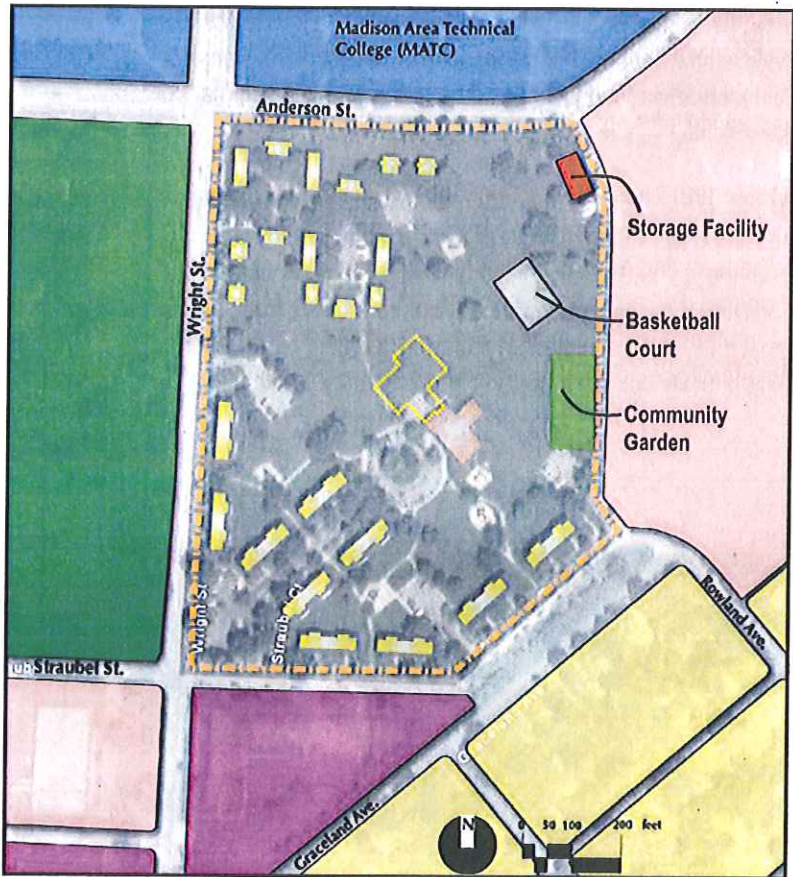 Madison Area Technical
College (MATC)
Anderson St.
Storage Facility
Wright St.
Basketball
Court
Community
Garden
Wright St
Straubel Ct
Rowland Ave.
Straubel St.
Graceland Ave.
N
0 50 100 200 feet